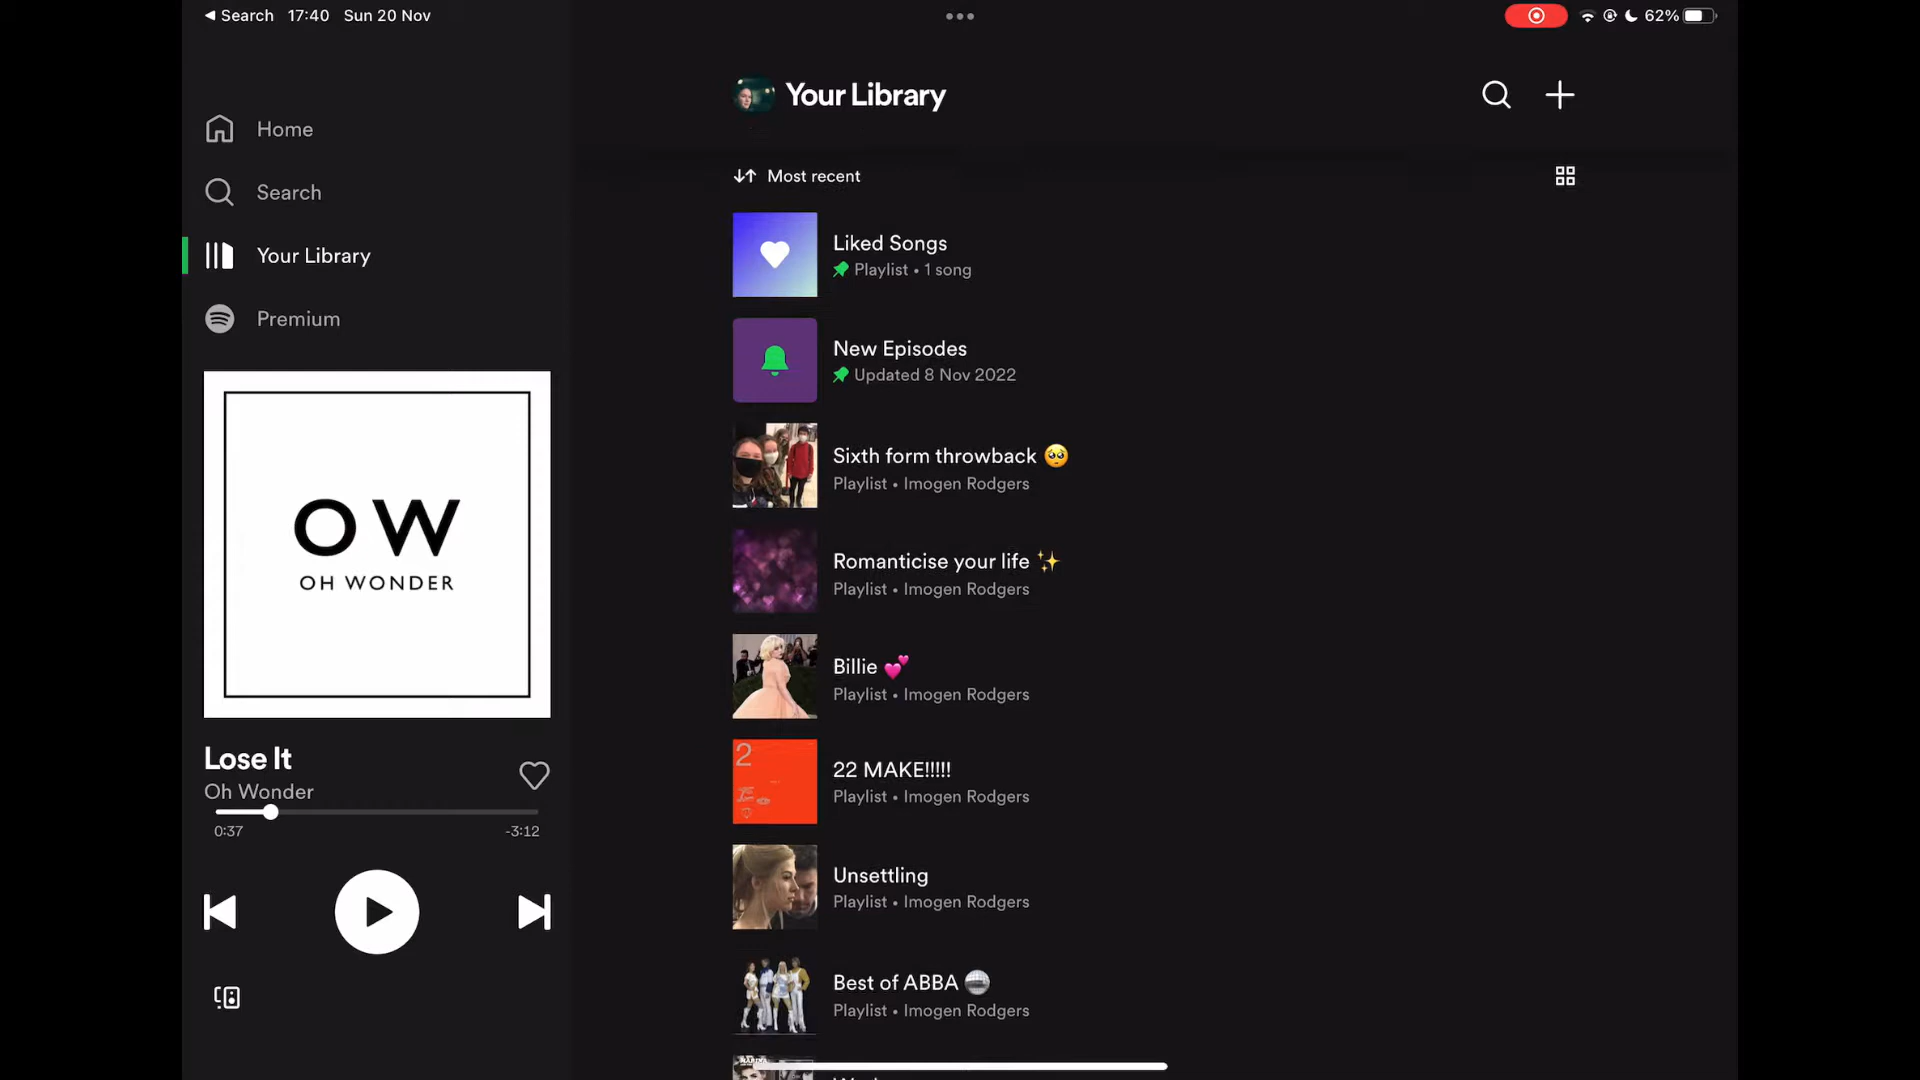 Search 17:40 Sun 20 Nov
62%
Home
Search
Your Library
Premium
OW
OH WONDER
Lose It
Oh Wonder
0:37
-3:12
Your Library
Most recent
Liked Songs
Playlist • 1 song
New Episodes
Updated 8 Nov 2022
Sixth form throwback 🥺
Playlist • Imogen Rodgers
Romanticise your life ✨
Playlist • Imogen Rodgers
Billie 💕
Playlist • Imogen Rodgers
2
22 MAKE!!!!!
Playlist • Imogen Rodgers
Unsettling
Playlist • Imogen Rodgers
Best of ABBA 🪩
Playlist • Imogen Rodgers
MARINA